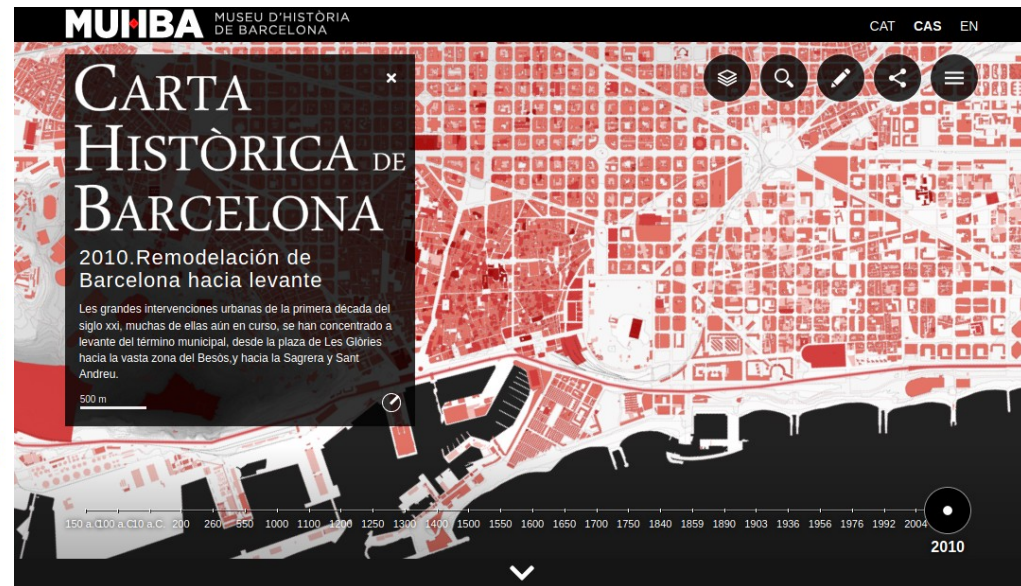 MUHBA
MUSEU D'HISTÒRIA
DE BARCELONA
CAT CAS EN
CARTA
HISTÒRICA DE
BARCELONA
2010.Remodelación de
Barcelona hacia levante
Les grandes intervenciones urbanas de la primera década del
siglo xxi, muchas de ellas aún en curso, se han concentrado a
levante del término municipal, desde la plaza de Les Glòries
hacia la vasta zona del Besòs,y hacia la Sagrera y Sant
Andreu.
500 m
150 a.C. 100 a.C. 10 a.C. 200 260 550 1000 1100 1200 1250 1300 1400 1500 1550 1600 1650 1700 1750 1840 1859 1890 1903 1936 1956 1976 1992 2004
2010